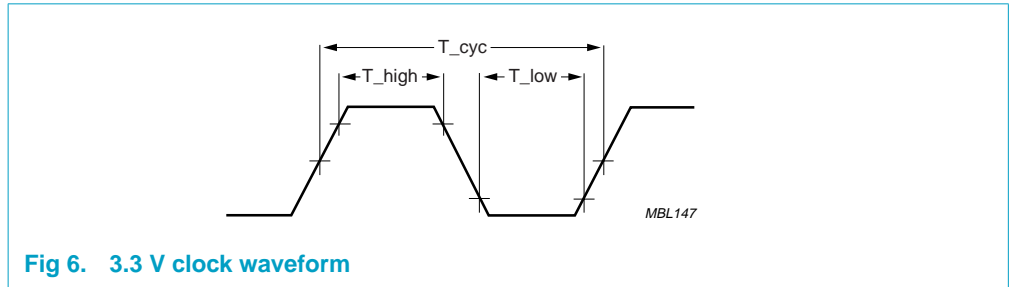 T_cyc
T_high
T_low
MBL147
Fig 6. 3.3 V clock waveform